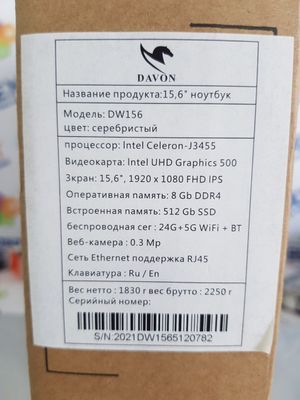 DAVON
Название продукта:15,6" ноутбук
Модель: DW156
цвет: серебристый
процессор: Intel Celeron-J3455
Видеокарта: Intel UHD Graphics 500
Зкран: 15,6", 1920 x 1080 FHD IPS
Оперативная память: 8 Gb DDR4
Встроенная память: 512 Gb SSD
беспроводная сег : 24G+5G WiFi + BT
Веб-камера : 0.3 Mp
Сеть Ethernet поддержка RJ45
Клавиатура : Ru / En
Вес нетто : 1830 г вес брутто : 2250 г
Серийный номер:
S/N:2021DW1565120782